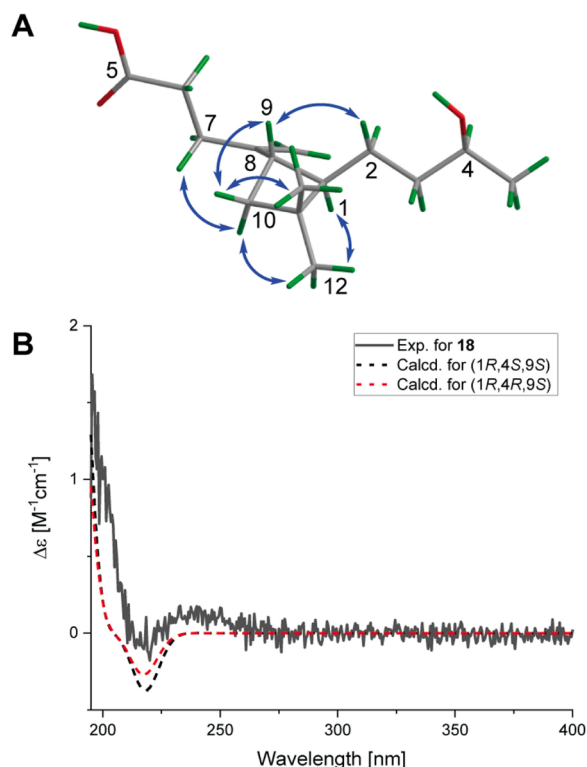 A
5
7
9
8
2
4
1
10
12
B
2
Exp. for 18
Calcd. for (1R,4S,9S)
Calcd. for (1R,4R,9S)
Δε [M⁻¹cm⁻¹]
1
0
200 250 300 350 400
Wavelength [nm]